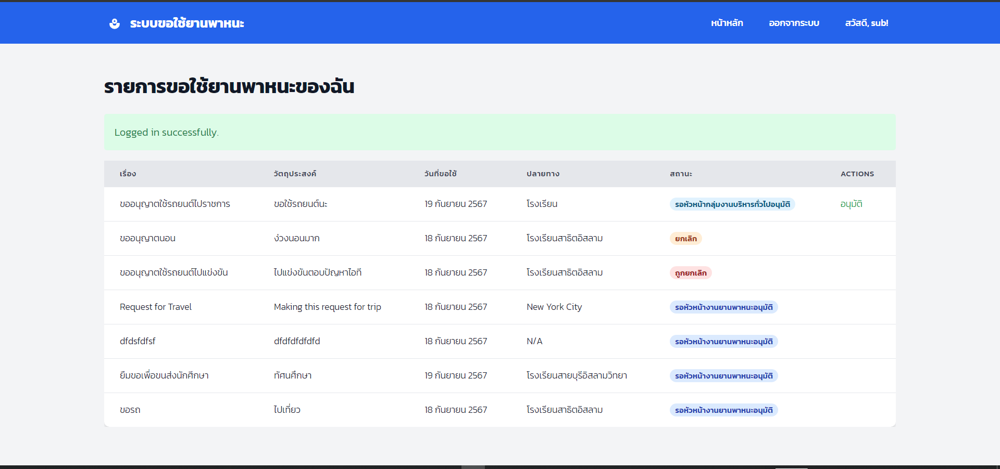 ระบบขอใช้ยานพาหนะ หน้าหลัก ออกจากระบบ สวัสดี, sub!
รายการขอใช้ยานพาหนะของฉัน
Logged in successfully.
เรื่อง วัตถุประสงค์ วันที่ขอใช้ ปลายทาง สถานะ ACTIONS
ขออนุญาตใช้รถยนต์ไปราชการ ขอใช้รถยนต์นะ 19 กันยายน 2567 โรงเรียน รอหัวหน้ากลุ่มงานบริหารทั่วไปอนุมัติ อนุมัติ
ขออนุญาตนอน ง่วงนอนมาก 18 กันยายน 2567 โรงเรียนสาธิตอิสลาม ยกเลิก
ขออนุญาตใช้รถยนต์ไปแข่งขัน ไปแข่งขันตอบปัญหาไอที 18 กันยายน 2567 โรงเรียนสาธิตอิสลาม ถูกยกเลิก
Request for Travel Making this request for trip 18 กันยายน 2567 New York City รอหัวหน้างานยานพาหนะอนุมัติ
dfdsfdfsf dfdfdfdfdfd 18 กันยายน 2567 N/A รอหัวหน้างานยานพาหนะอนุมัติ
ยืมขอเพื่อขนส่งนักศึกษา ทัศนศึกษา 19 กันยายน 2567 โรงเรียนสายบุรีอิสลามวิทยา รอหัวหน้างานยานพาหนะอนุมัติ
ขอรถ ไปเที่ยว 18 กันยายน 2567 โรงเรียนสาธิตอิสลาม รอหัวหน้างานยานพาหนะอนุมัติ